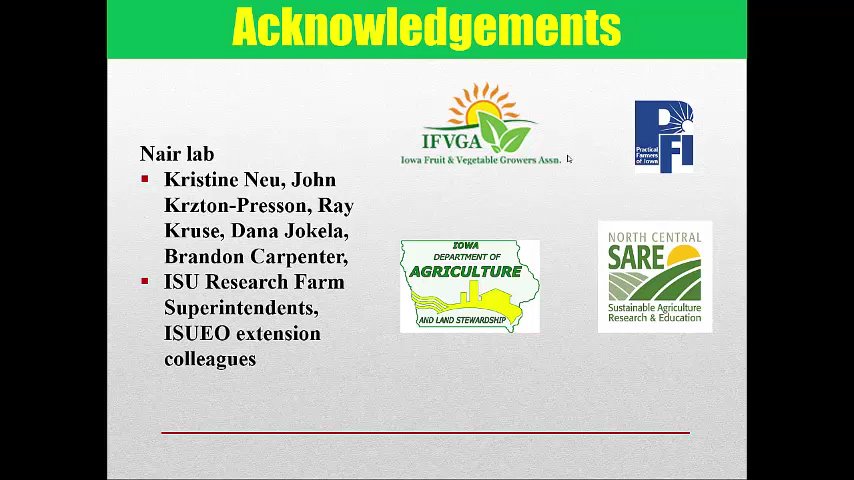 Acknowledgements
Nair lab
Kristine Neu, John
Krzton-Presson, Ray
Kruse, Dana Jokela,
Brandon Carpenter,
ISU Research Farm
Superintendents,
ISUEO extension
colleagues
IFVGA
Iowa Fruit & Vegetable Growers Assn.
PFI
Practical
Farmers
of Iowa
IOWA
DEPARTMENT OF
AGRICULTURE
AND LAND STEWARDSHIP
NORTH CENTRAL
SARE
Sustainable Agriculture
Research & Education